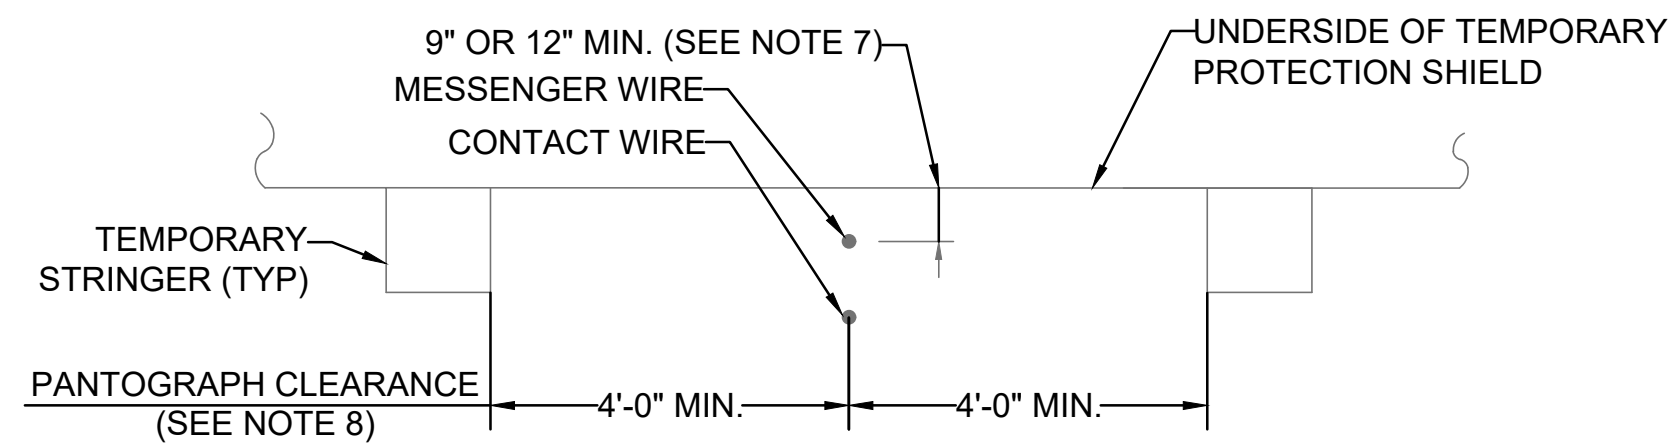 9" OR 12" MIN. (SEE NOTE 7)
UNDERSIDE OF TEMPORARY
PROTECTION SHIELD
MESSENGER WIRE
CONTACT WIRE
TEMPORARY
STRINGER (TYP)
PANTOGRAPH CLEARANCE
(SEE NOTE 8)
4'-0" MIN.
4'-0" MIN.